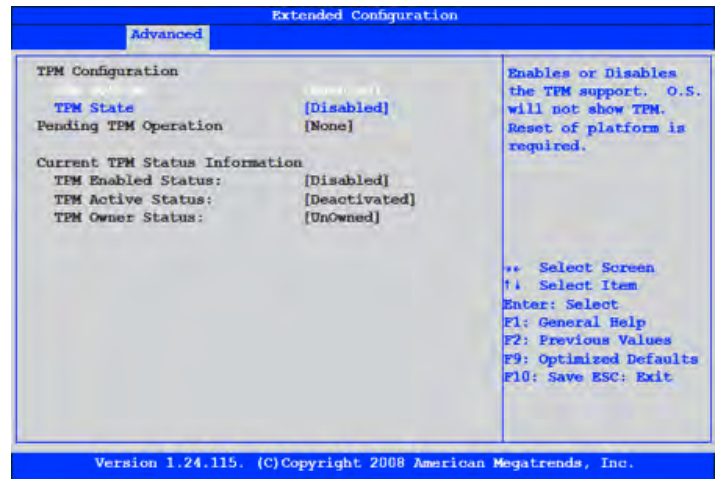 Extended Configuration
Advanced
TPM Configuration
TPM State [Disabled]
Pending TPM Operation [None]
Current TPM Status Information
TPM Enabled Status: [Disabled]
TPM Active Status: [Deactivated]
TPM Owner Status: [UnOwned]
Enables or Disables
the TPM support. O.S.
will not show TPM.
Reset of platform is
required.
Select Screen
↑↓ Select Item
Enter: Select
F1: General Help
F2: Previous Values
F9: Optimized Defaults
F10: Save ESC: Exit
Version 1.24.115. (C)Copyright 2008 American Megatrends, Inc.